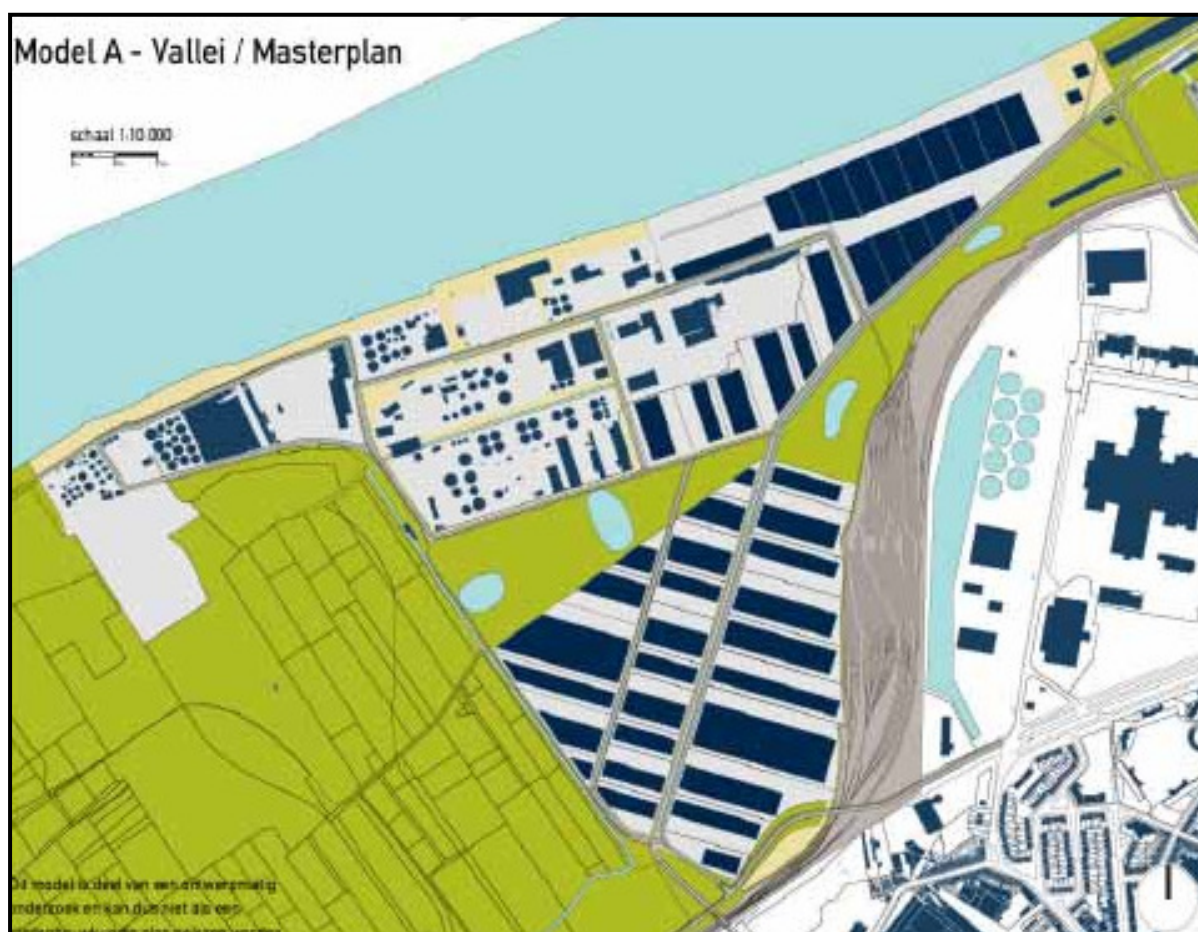 Model A - Vallei / Masterplan
schaal 1:10.000
Dit model is deel van een ontwerpmatig
onderzoek en kan dus niet als een